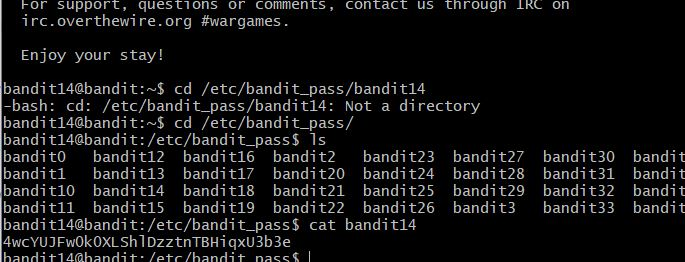 For support, questions or comments, contact us through IRC on
irc.overthewire.org #wargames.
Enjoy your stay!
bandit14@bandit:~$ cd /etc/bandit_pass/bandit14
-bash: cd: /etc/bandit_pass/bandit14: Not a directory
bandit14@bandit:~$ cd /etc/bandit_pass/
bandit14@bandit:/etc/bandit_pass$ ls
bandit0 bandit12 bandit16 bandit2 bandit23 bandit27 bandit30 bandit
bandit1 bandit13 bandit17 bandit20 bandit24 bandit28 bandit31 bandit
bandit10 bandit14 bandit18 bandit21 bandit25 bandit29 bandit32 bandit
bandit11 bandit15 bandit19 bandit22 bandit26 bandit3 bandit33 bandit
bandit14@bandit:/etc/bandit_pass$ cat bandit14
4wcYUJFw0k0XLShlDzztnTBHiqxU3b3e
bandit14@bandit:/etc/bandit_pass$